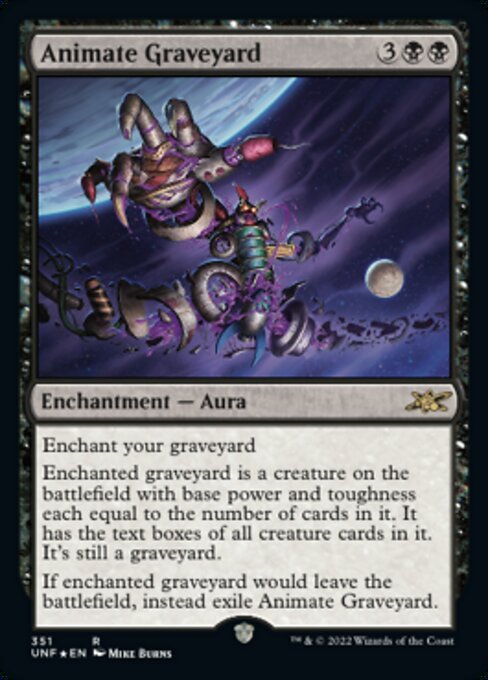 Animate Graveyard 3
Enchantment — Aura
Enchant your graveyard
Enchanted graveyard is a creature on the
battlefield with base power and toughness
each equal to the number of cards in it. It
has the text boxes of all creature cards in it.
It's still a graveyard.
If enchanted graveyard would leave the
battlefield, instead exile Animate Graveyard.
351 R
UNF★EN Mike Burns
™ & © 2022 Wizards of the Coast